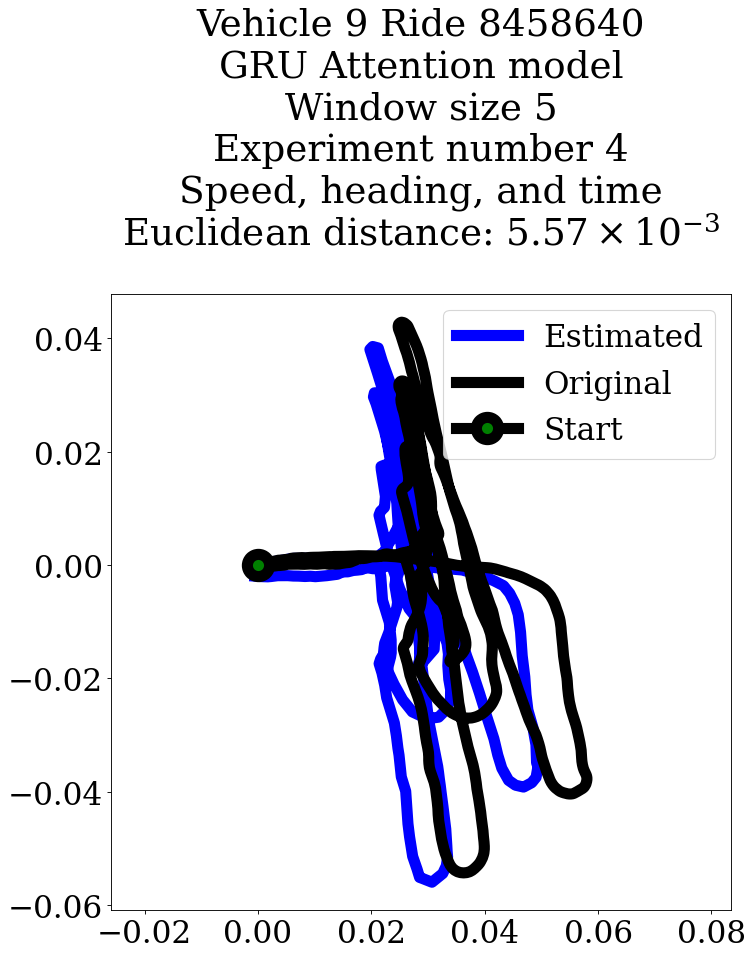 Vehicle 9 Ride 8458640
GRU Attention model
Window size 5
Experiment number 4
Speed, heading, and time
Euclidean distance: 5.57 × 10⁻³
Estimated
Original
Start
0.04
0.02
0.00
−0.02
−0.04
−0.06
−0.02 0.00 0.02 0.04 0.06 0.08